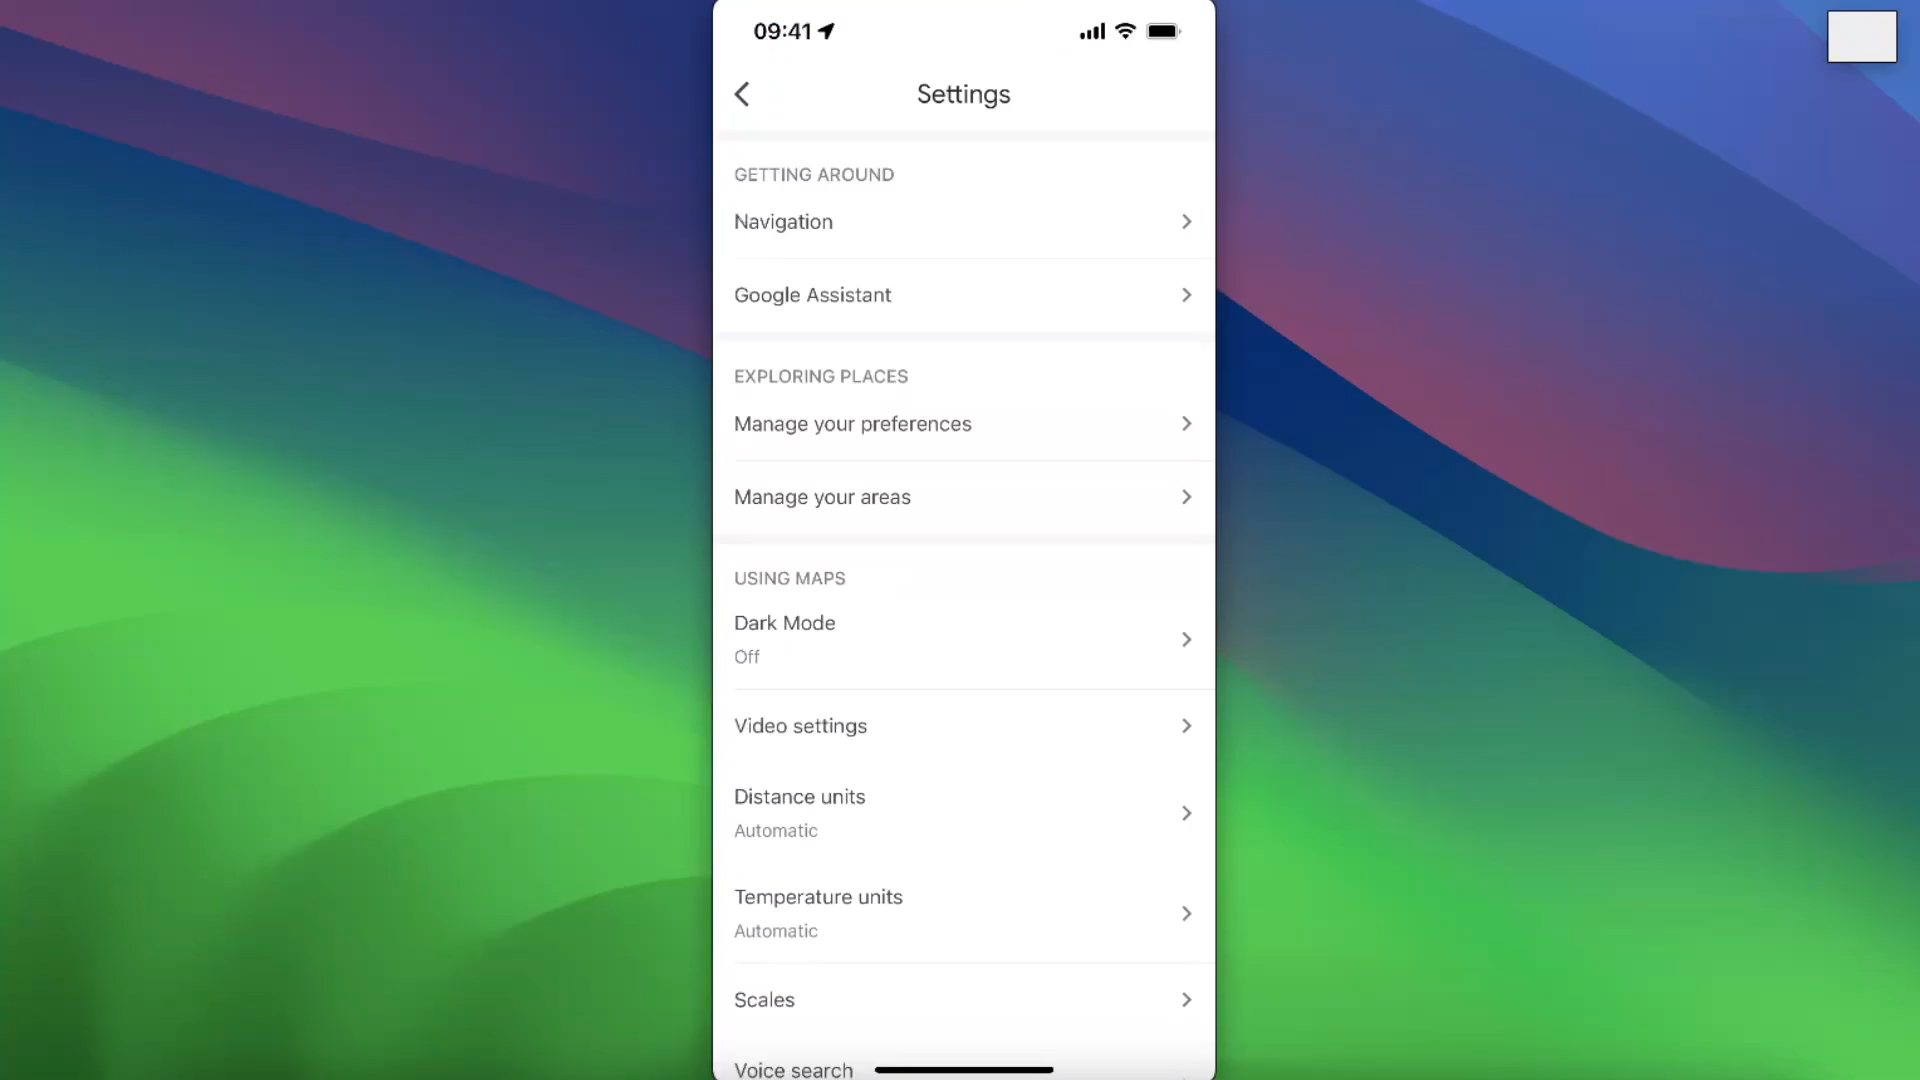 09:41
Settings
GETTING AROUND
Navigation
Google Assistant
EXPLORING PLACES
Manage your preferences
Manage your areas
USING MAPS
Dark Mode
Off
Video settings
Distance units
Automatic
Temperature units
Automatic
Scales
Voice search